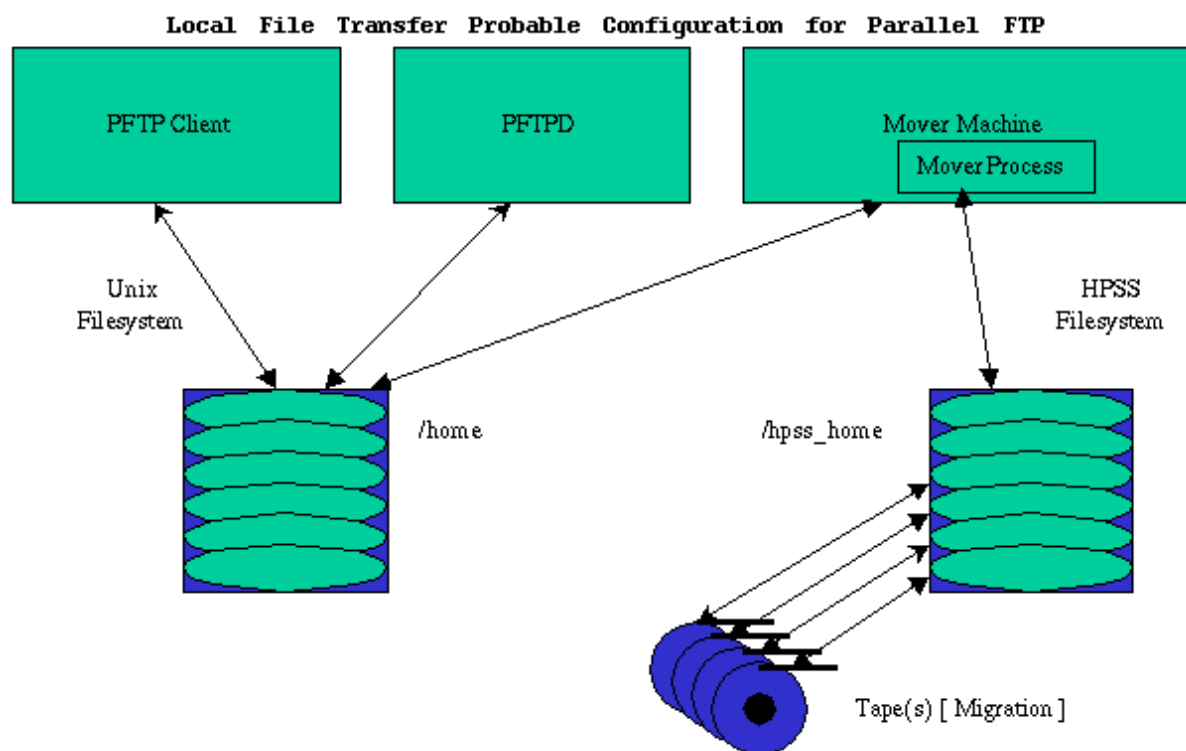 Local File Transfer Probable Configuration for Parallel FTP
PFTP Client
PFTPD
Mover Machine
Mover Process
Unix
Filesystem
HPSS
Filesystem
/home
/hpss_home
Tape(s) [ Migration ]